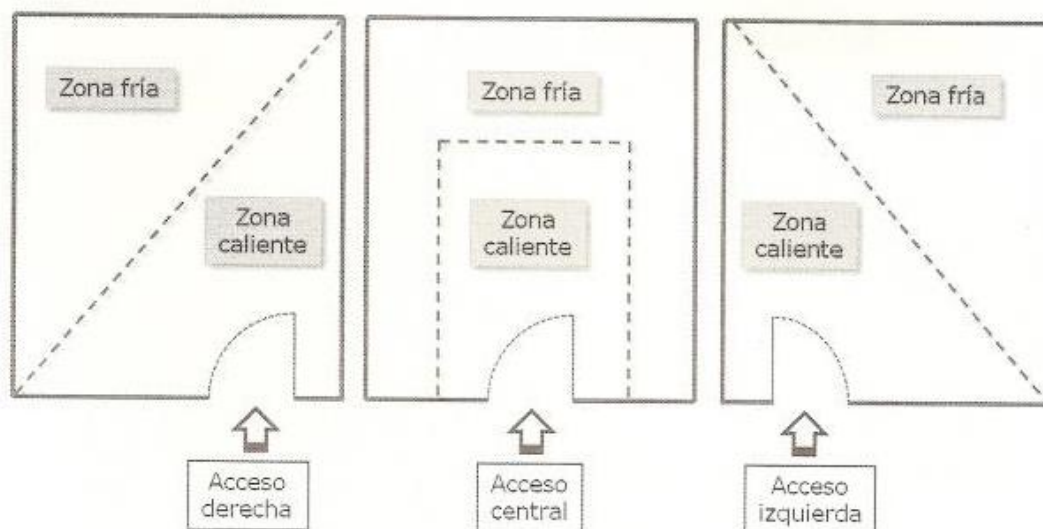 Zona fría
Zona
caliente
Acceso
derecha
Zona fría
Zona
caliente
Acceso
central
Zona fría
Zona
caliente
Acceso
izquierda